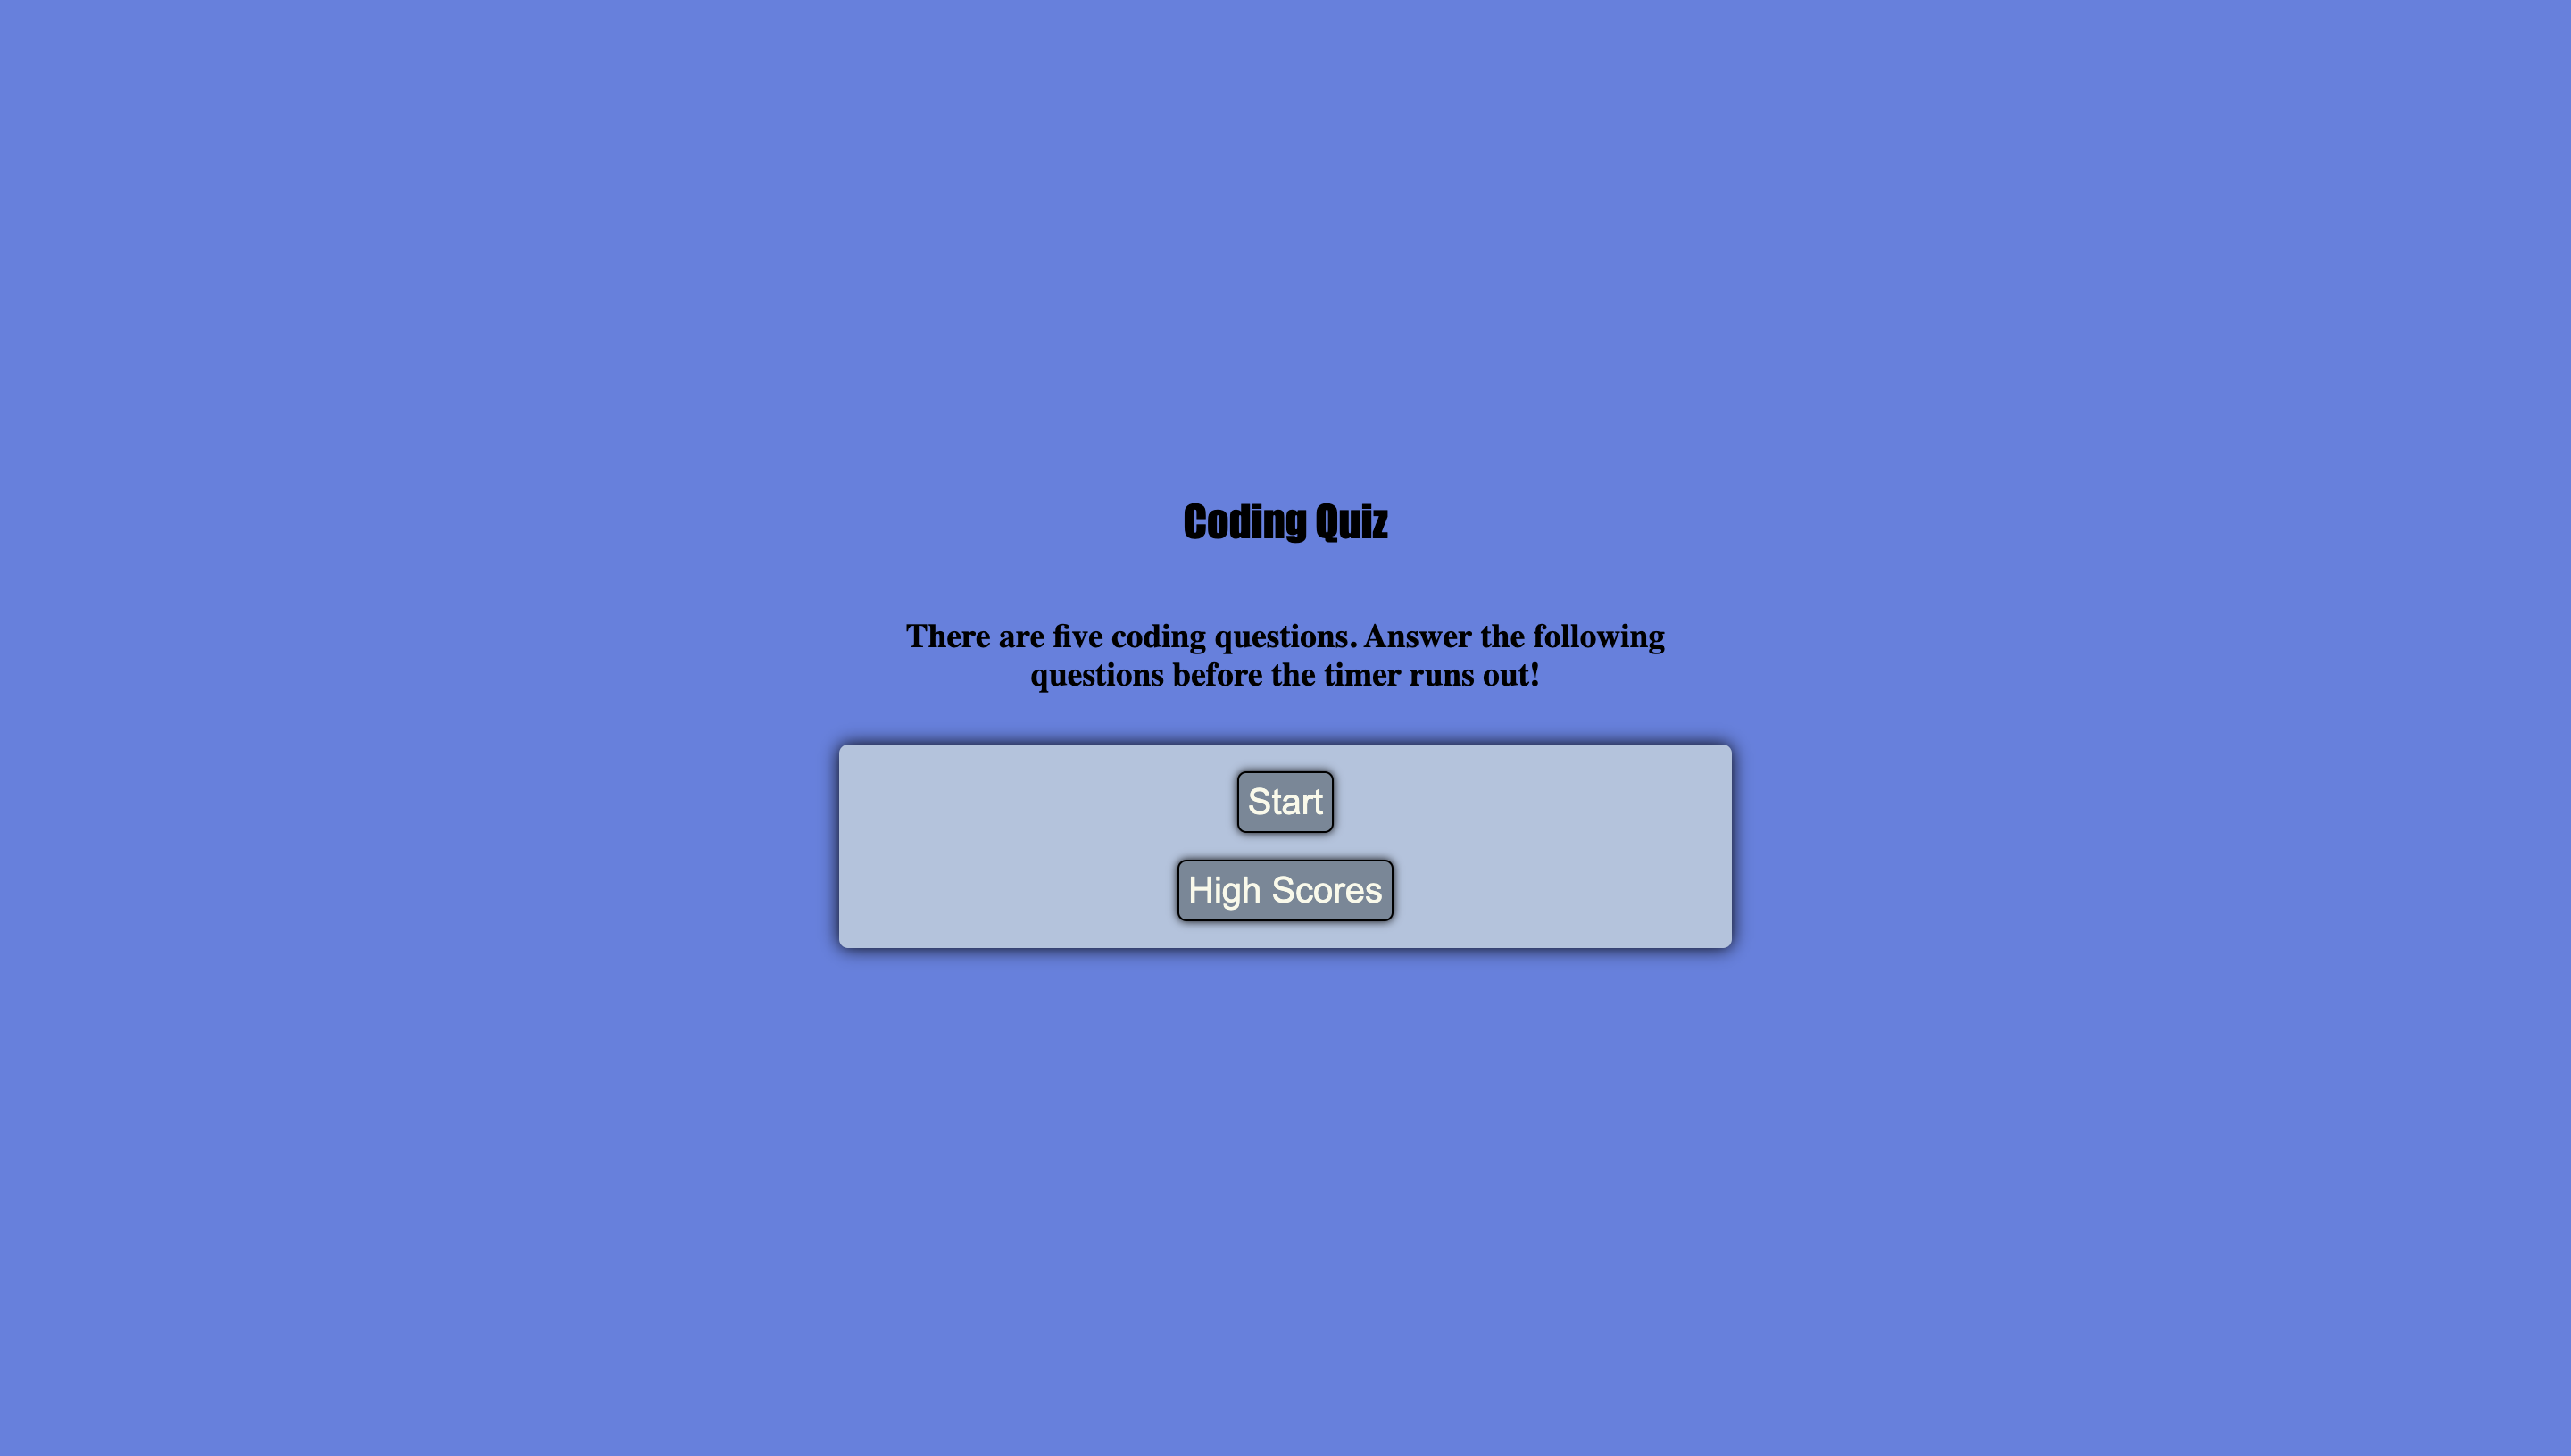 Coding Quiz
There are five coding questions. Answer the following
questions before the timer runs out!
Start
High Scores